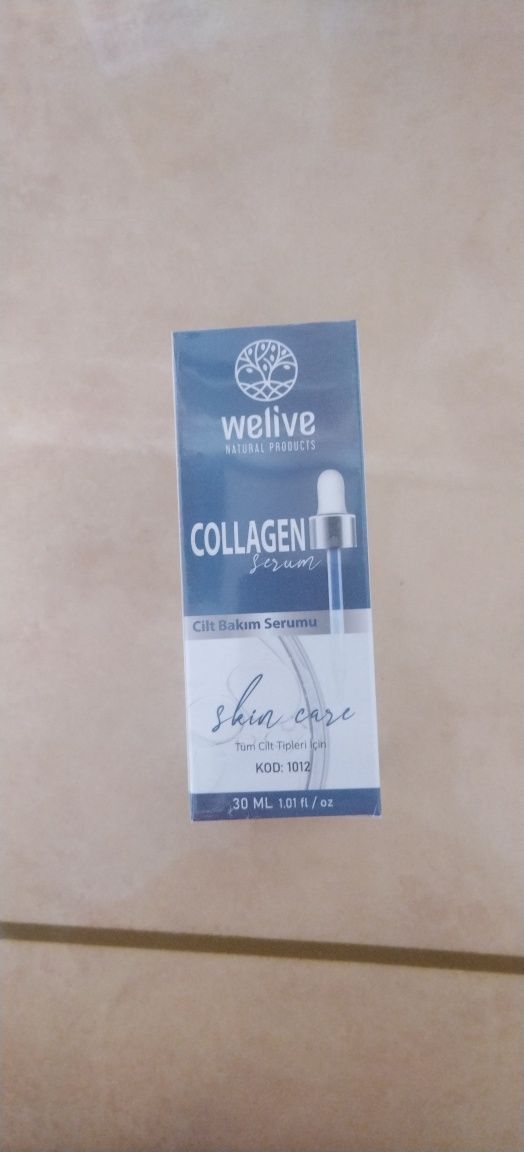 welive
NATURAL PRODUCTS
COLLAGEN
serum
Cilt Bakım Serumu
skin care
Tüm Cilt Tipleri İçin
KOD: 1012
30 ML 1.01 fl / oz